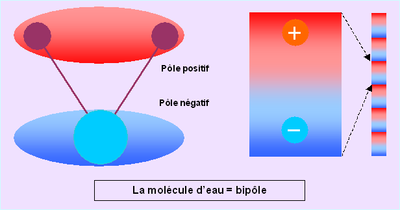 Pôle positif
Pôle négatif
+
−
La molécule d'eau = bipôle